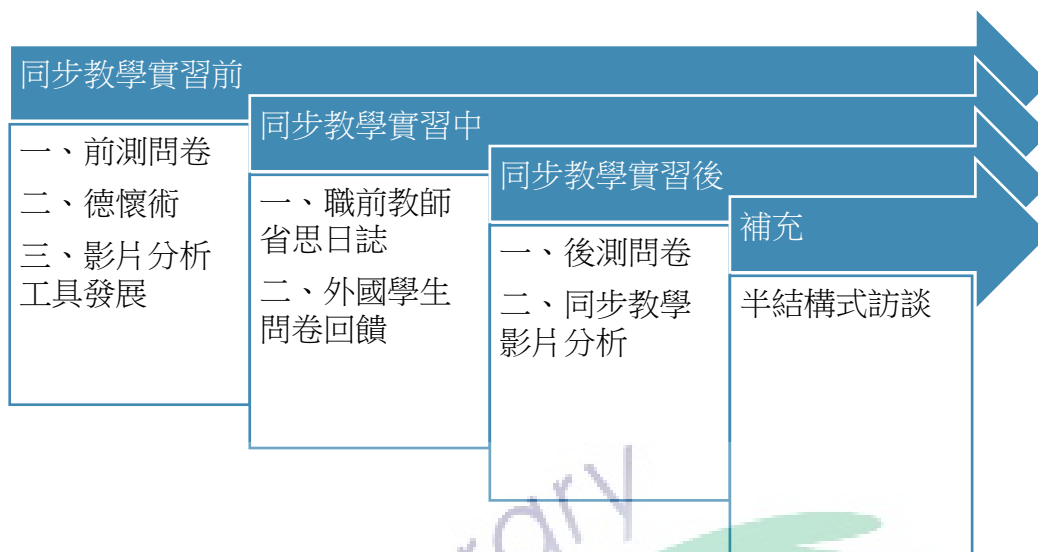 同步教學實習前
一、前測問卷
二、德懷術
三、影片分析
工具發展
同步教學實習中
一、職前教師
省思日誌
二、外國學生
問卷回饋
同步教學實習後
一、後測問卷
二、同步教學
影片分析
補充
半結構式訪談